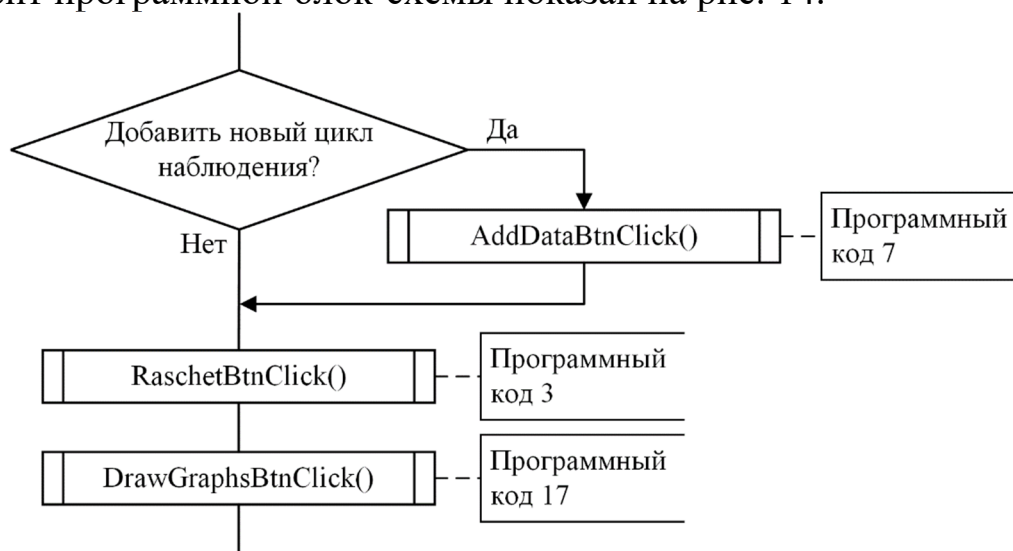 программной блок-схемы показан на рис. 14.
Добавить новый цикл
наблюдения?
Да
AddDataBtnClick()
Программный
код 7
Нет
RaschetBtnClick()
Программный
код 3
DrawGraphsBtnClick()
Программный
код 17